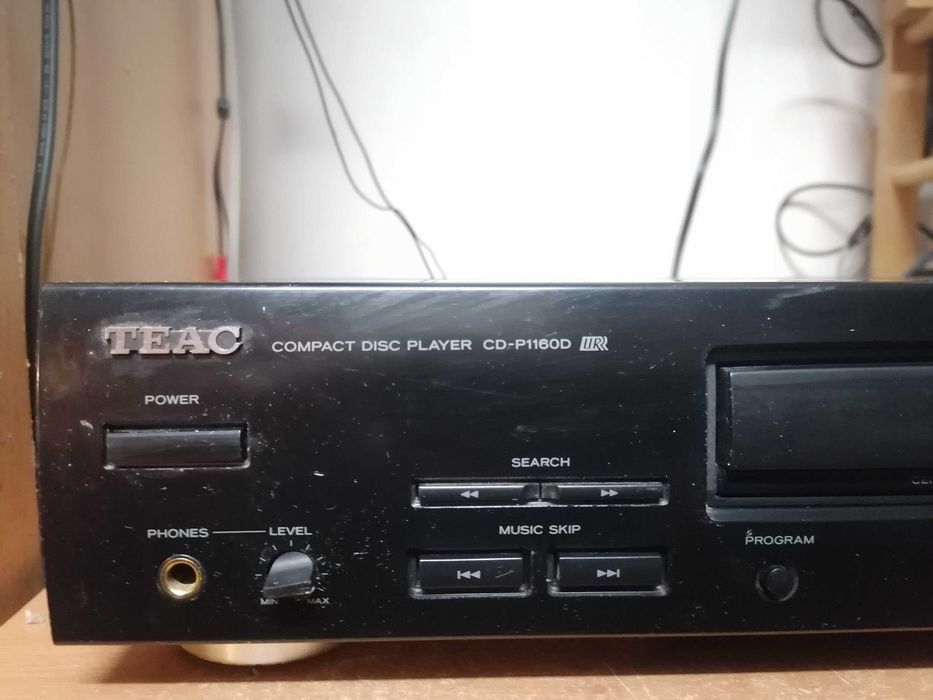 TEAC
COMPACT DISC PLAYER CD-P1160D
POWER
SEARCH
PHONES LEVEL
MUSIC SKIP
PROGRAM
MIN MAX